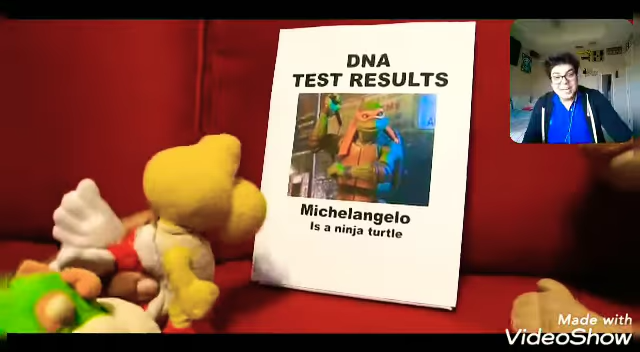 DNA
TEST RESULTS
Michelangelo
Is a ninja turtle
Made with
VideoShow